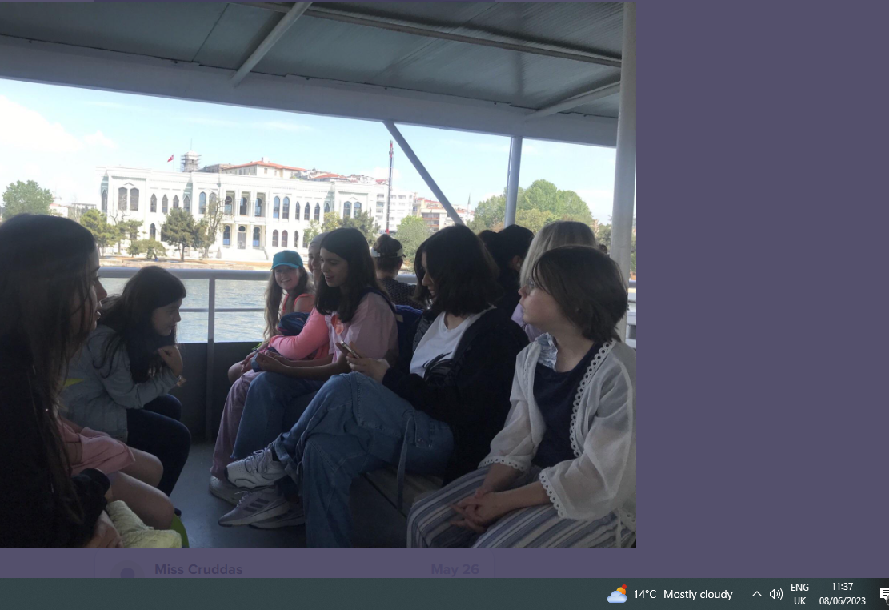 Miss Cruddas May 26
14°C Mostly cloudy
ENG
UK
11:37
08/06/2023